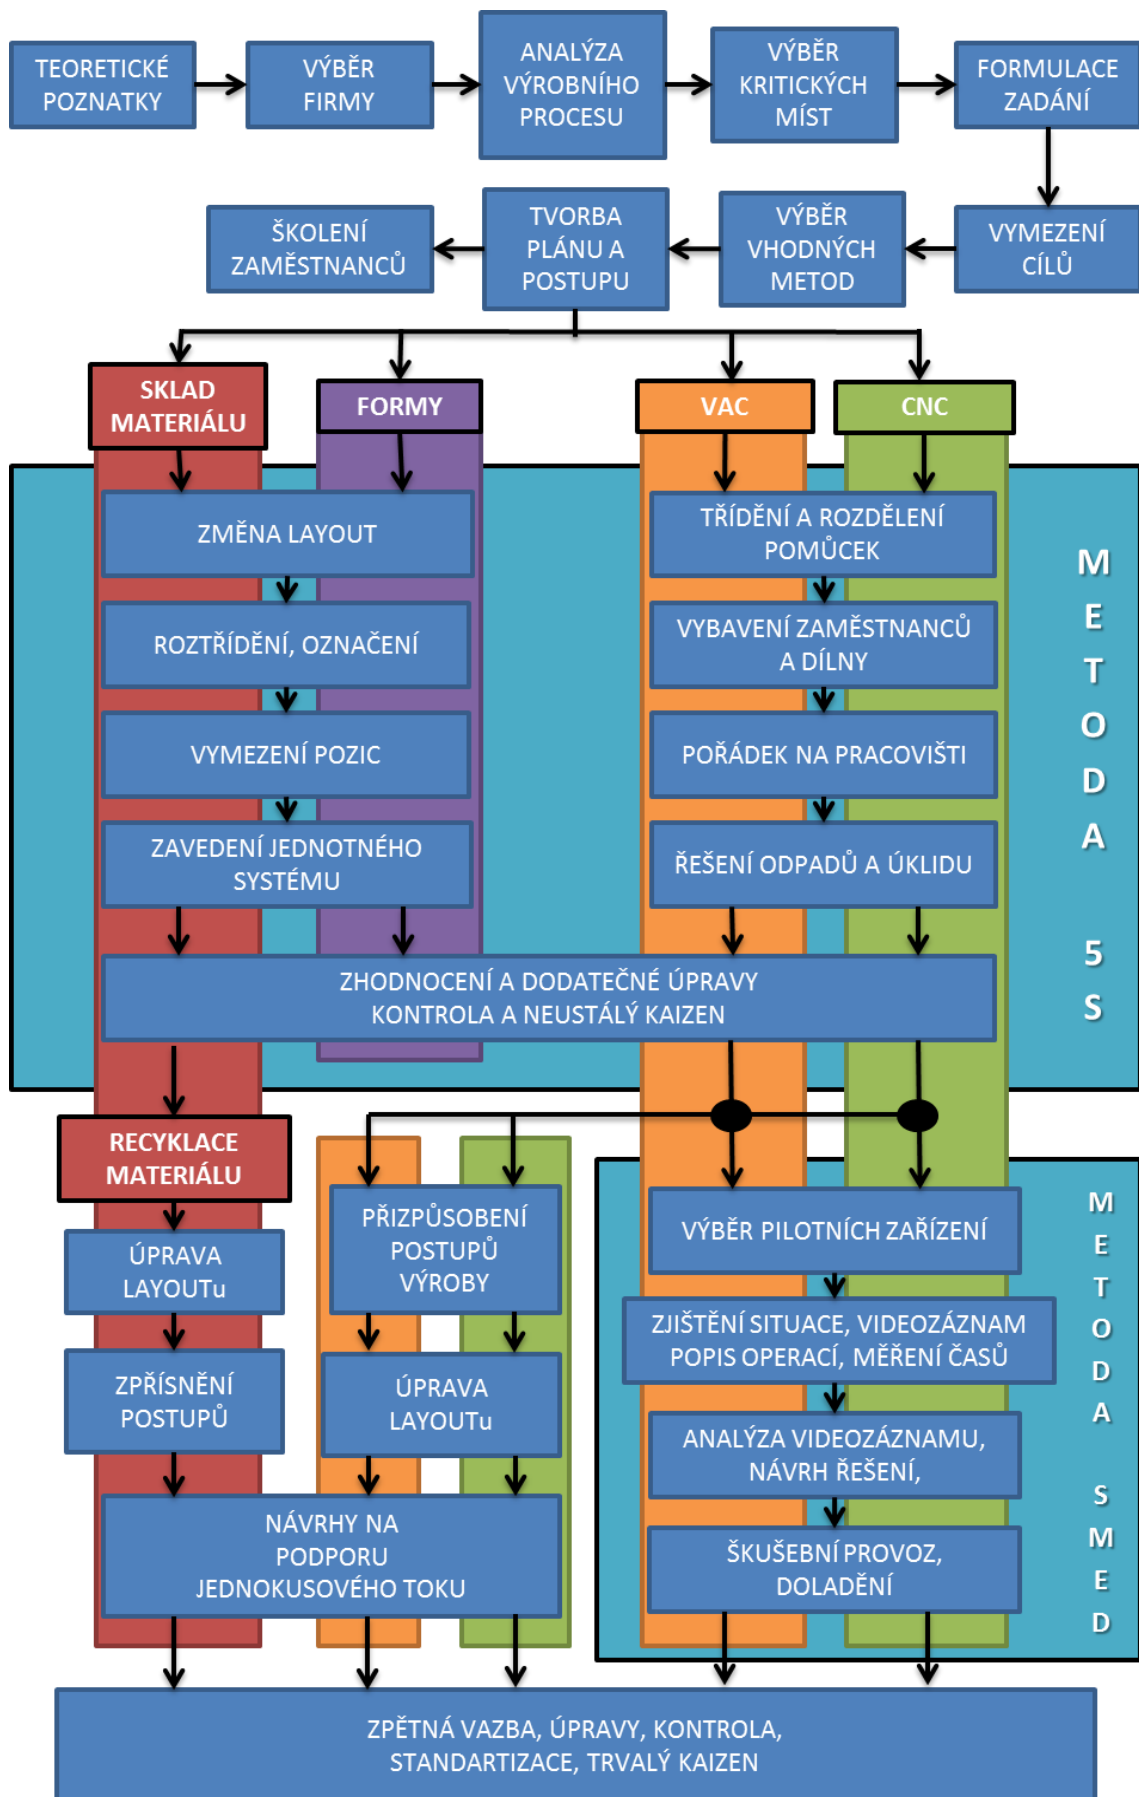 TEORETICKÉ
POZNATKY
VÝBĚR
FIRMY
ANALÝZA
VÝROBNÍHO
PROCESU
VÝBĚR
KRITICKÝCH
MÍST
FORMULACE
ZADÁNÍ
ŠKOLENÍ
ZAMĚSTNANCŮ
TVORBA
PLÁNU A
POSTUPU
VÝBĚR
VHODNÝCH
METOD
VYMEZENÍ
CÍLŮ
SKLAD
MATERIÁLU
FORMY
VAC
CNC
ZMĚNA LAYOUT
TŘÍDĚNÍ A ROZDĚLENÍ
POMŮCEK
ROZTŘÍDĚNÍ, OZNAČENÍ
VYBAVENÍ ZAMĚSTNANCŮ
A DÍLNY
VYMEZENÍ POZIC
POŘÁDEK NA PRACOVIŠTI
ZAVEDENÍ JEDNOTNÉHO
SYSTÉMU
ŘEŠENÍ ODPADŮ A ÚKLIDU
ZHODNOCENÍ A DODATEČNÉ ÚPRAVY
KONTROLA A NEUSTÁLÝ KAIZEN
METODA 5S
RECYKLACE
MATERIÁLU
ÚPRAVA
LAYOUTu
ZPŘÍSNĚNÍ
POSTUPŮ
PŘIZPŮSOBENÍ
POSTUPŮ
VÝROBY
ÚPRAVA
LAYOUTu
NÁVRHY NA
PODPORU
JEDNOKUSOVÉHO TOKU
VÝBĚR PILOTNÍCH ZAŘÍZENÍ
ZJIŠTĚNÍ SITUACE, VIDEOZÁZNAM
POPIS OPERACÍ, MĚŘENÍ ČASŮ
ANALÝZA VIDEOZÁZNAMU,
NÁVRH ŘEŠENÍ,
ŠKUŠEBNÍ PROVOZ,
DOLADĚNÍ
METODA SMED
ZPĚTNÁ VAZBA, ÚPRAVY, KONTROLA,
STANDARTIZACE, TRVALÝ KAIZEN